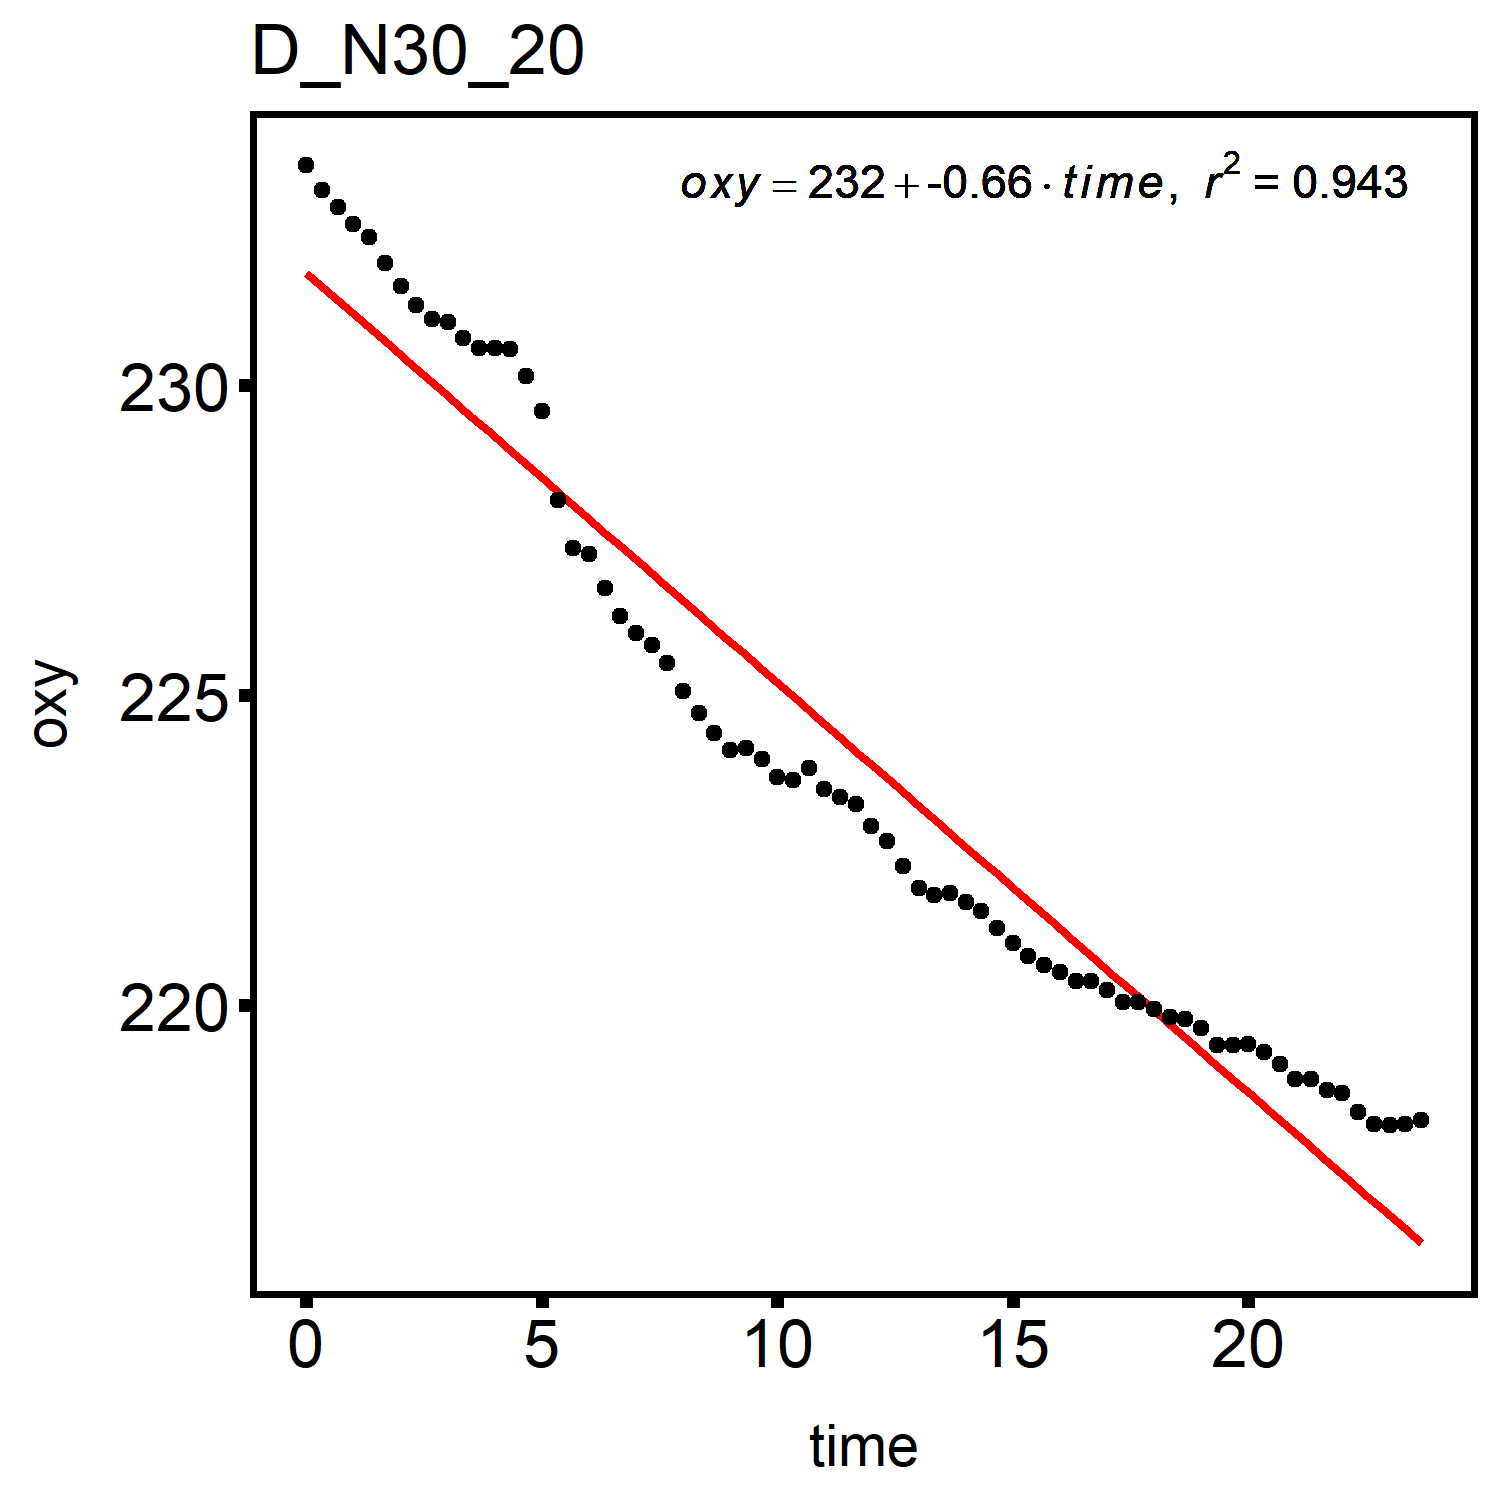 D_N30_20
oxy = 232 + -0.66 · time, r² = 0.943
230
225
220
oxy
0 5 10 15 20
time